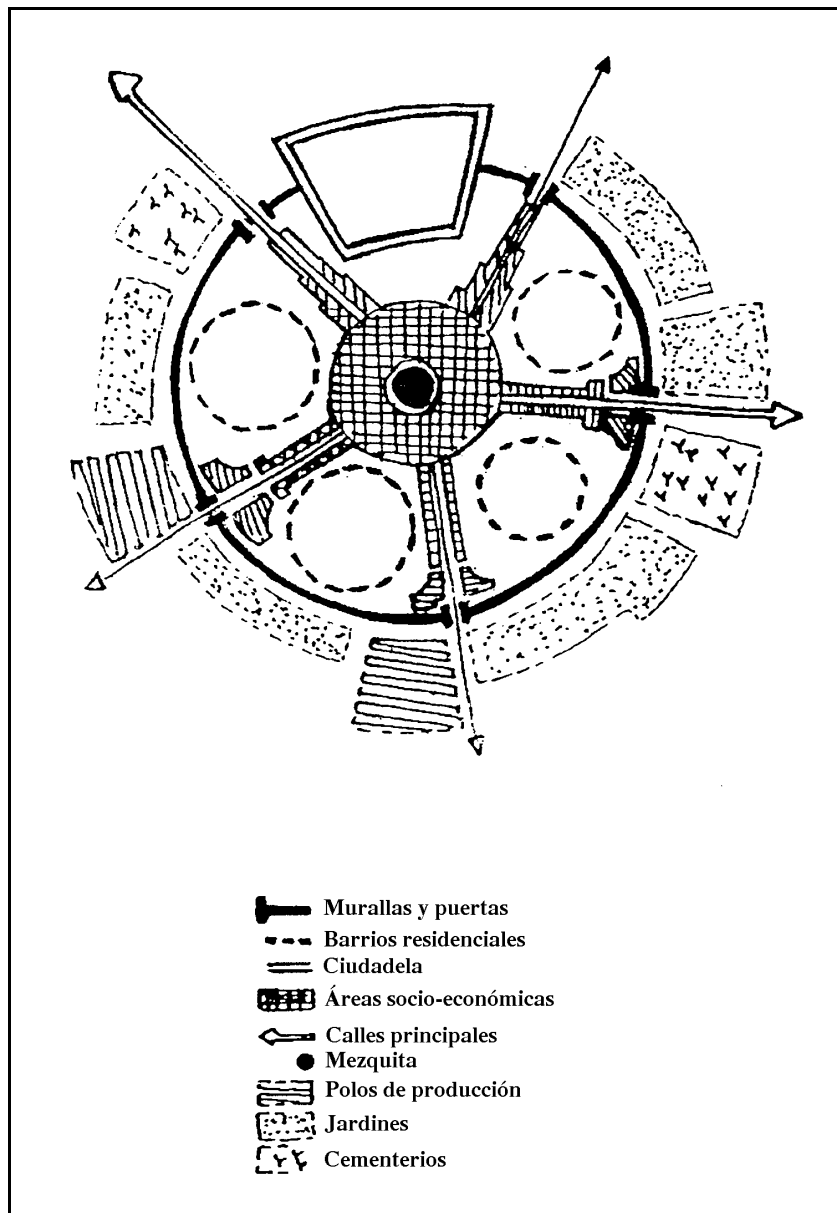 Murallas y puertas
Barrios residenciales
Ciudadela
Áreas socio-económicas
Calles principales
Mezquita
Polos de producción
Jardines
Cementerios